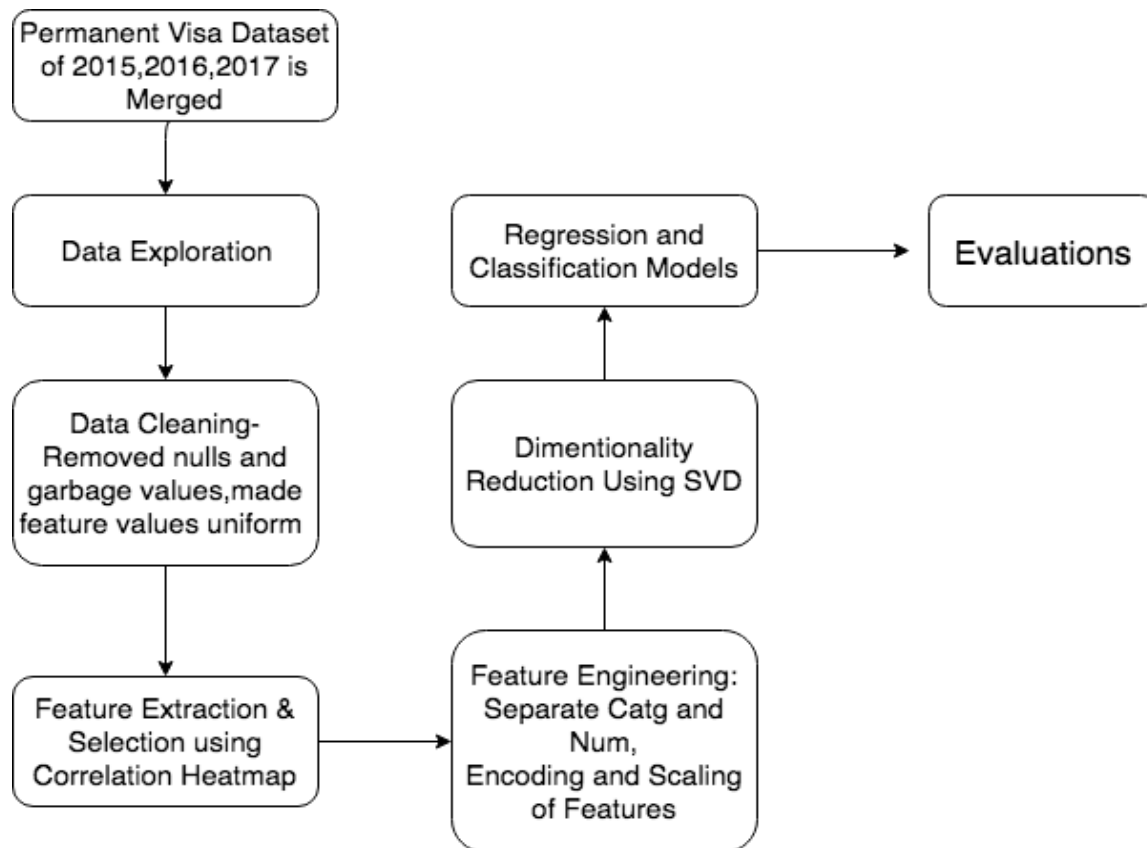 Permanent Visa Dataset
of 2015,2016,2017 is
Merged
Data Exploration
Data Cleaning-
Removed nulls and
garbage values,made
feature values uniform
Feature Extraction &
Selection using
Correlation Heatmap
Feature Engineering:
Separate Catg and
Num,
Encoding and Scaling
of Features
Dimentionality
Reduction Using SVD
Regression and
Classification Models
Evaluations